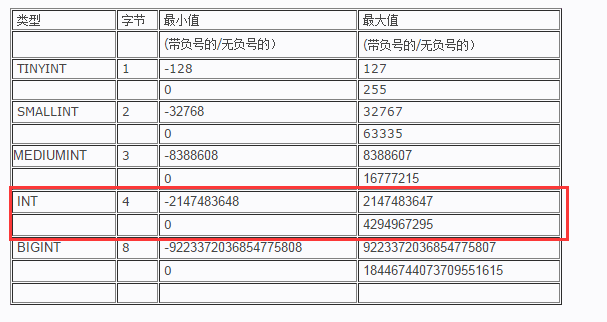 类型 字节 最小值 最大值
(带负号的/无负号的） (带负号的/无负号的）
TINYINT 1 -128 127
0 255
SMALLINT 2 -32768 32767
0 63335
MEDIUMINT 3 -8388608 8388607
0 16777215
INT 4 -2147483648 2147483647
0 4294967295
BIGINT 8 -9223372036854775808 9223372036854775807
0 18446744073709551615